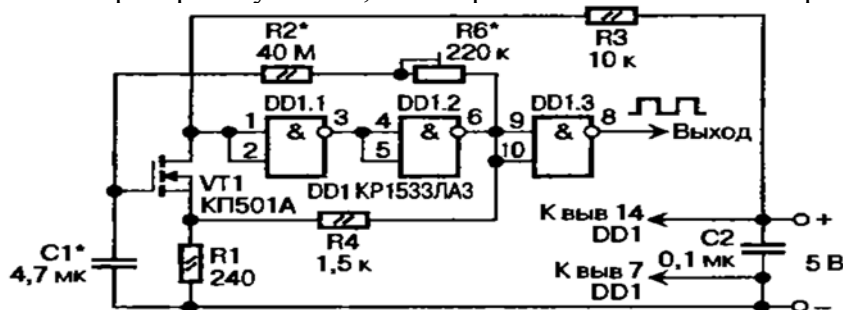 R2*
40 М
R6*
220 к
R3
10 к
DD1.1
DD1.2
DD1.3
1
2
&
3
4
5
&
6
9
10
&
8
Выход
VT1
КП501А
DD1 КР1533ЛА3
C1*
4,7 мк
R1
240
R4
1,5 к
К выв 14
DD1
C2
0,1 мк
К выв 7
DD1
+
5 В
–